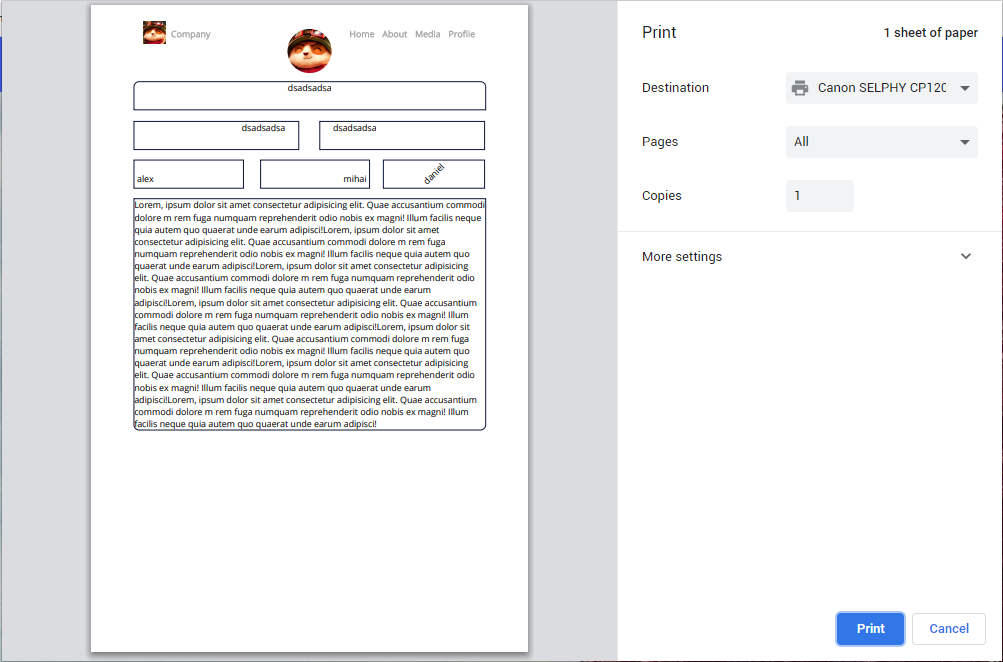 Company
Home About Media Profile
dsadsadsa
dsadsadsa
dsadsadsa
alex
mihai
daniel
Lorem, ipsum dolor sit amet consectetur adipisicing elit. Quae accusantium commodi
dolore m rem fuga numquam reprehenderit odio nobis ex magni! Illum facilis neque
quia autem quo quaerat unde earum adipisci!Lorem, ipsum dolor sit amet
consectetur adipisicing elit. Quae accusantium commodi dolore m rem fuga
numquam reprehenderit odio nobis ex magni! Illum facilis neque quia autem quo
quaerat unde earum adipisci!Lorem, ipsum dolor sit amet consectetur adipisicing
elit. Quae accusantium commodi dolore m rem fuga numquam reprehenderit odio
nobis ex magni! Illum facilis neque quia autem quo quaerat unde earum
adipisci!Lorem, ipsum dolor sit amet consectetur adipisicing elit. Quae accusantium
commodi dolore m rem fuga numquam reprehenderit odio nobis ex magni! Illum
facilis neque quia autem quo quaerat unde earum adipisci!Lorem, ipsum dolor sit
amet consectetur adipisicing elit. Quae accusantium commodi dolore m rem fuga
numquam reprehenderit odio nobis ex magni! Illum facilis neque quia autem quo
quaerat unde earum adipisci!Lorem, ipsum dolor sit amet consectetur adipisicing
elit. Quae accusantium commodi dolore m rem fuga numquam reprehenderit odio
nobis ex magni! Illum facilis neque quia autem quo quaerat unde earum
adipisci!Lorem, ipsum dolor sit amet consectetur adipisicing elit. Quae accusantium
commodi dolore m rem fuga numquam reprehenderit odio nobis ex magni! Illum
facilis neque quia autem quo quaerat unde earum adipisci!
Print
1 sheet of paper
Destination
Canon SELPHY CP120
Pages
All
Copies
1
More settings
Print
Cancel